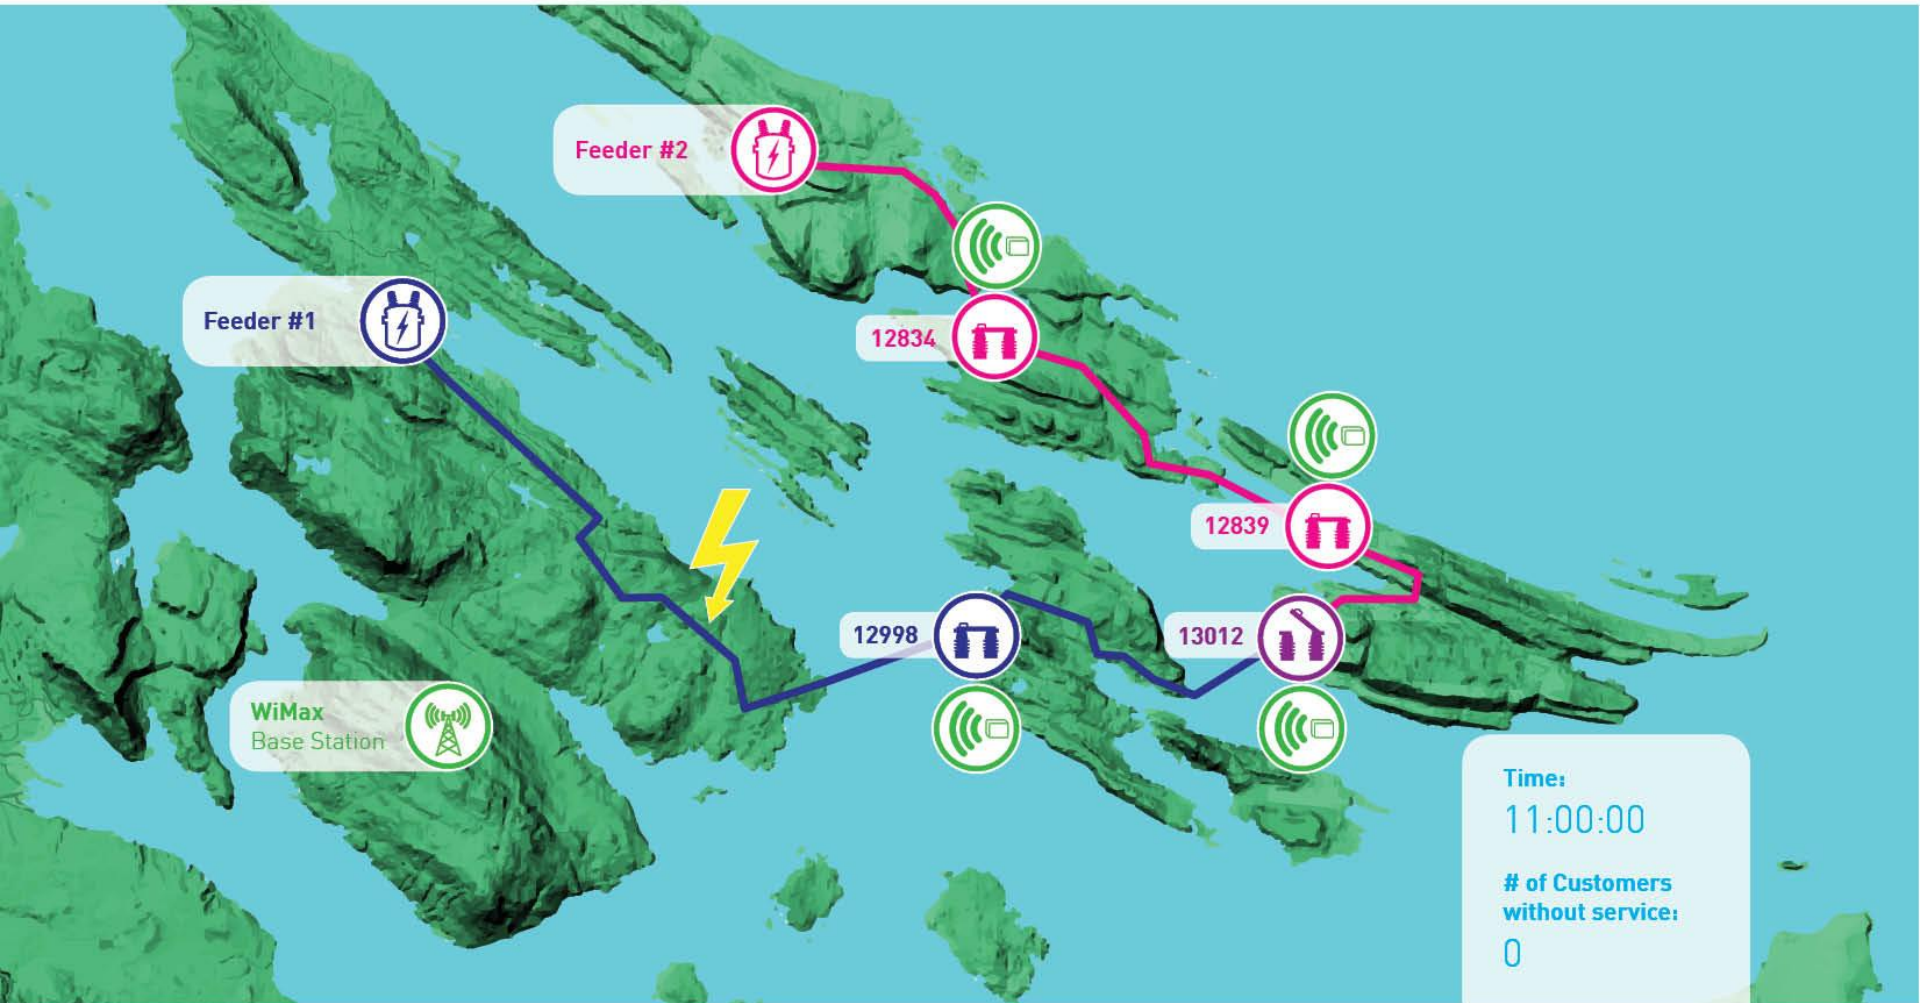 Feeder #2
Feeder #1
12834
12839
12998
13012
WiMax
Base Station
Time:
11:00:00
# of Customers
without service:
0